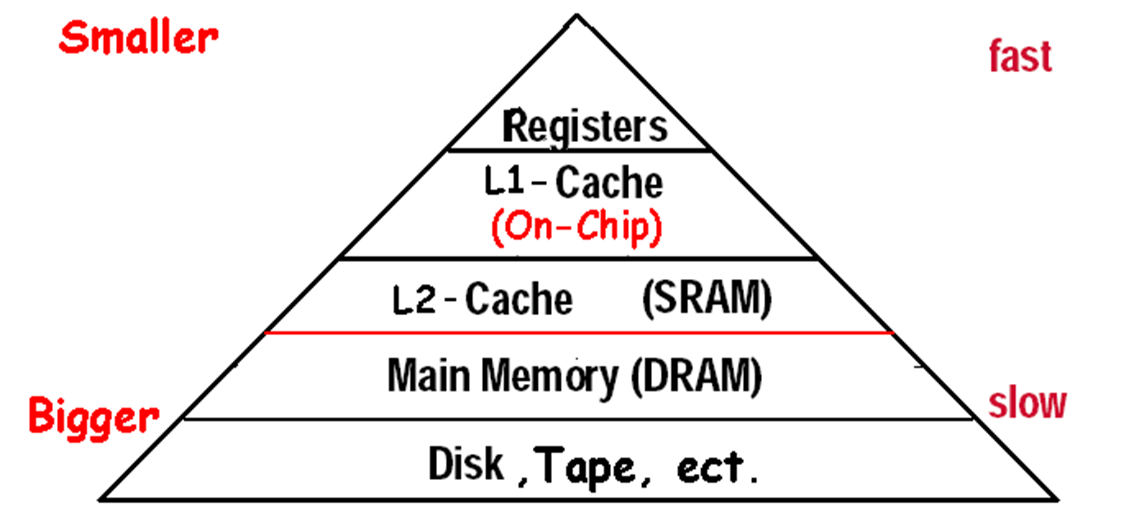 Smaller
fast
Registers
L1 - Cache
(On-Chip)
L2 - Cache (SRAM)
Main Memory (DRAM)
Bigger
slow
Disk , Tape, ect.